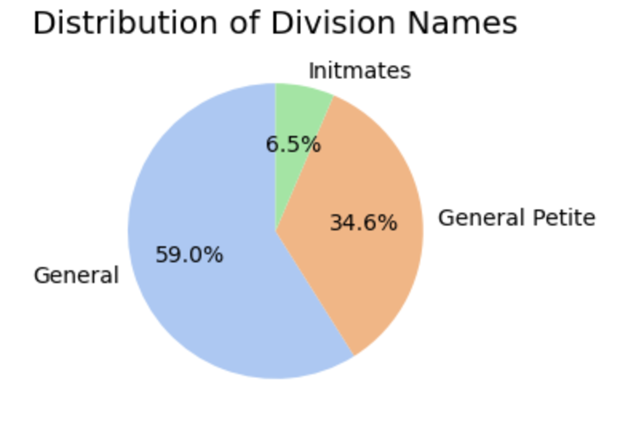 Distribution of Division Names
Initmates
6.5%
34.6%
General Petite
59.0%
General